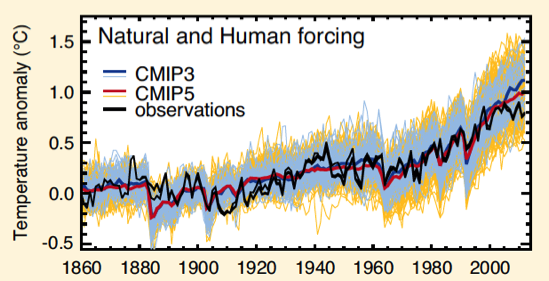 Natural and Human forcing
CMIP3
CMIP5
observations
Temperature anomaly (°C)
1.5
1.0
0.5
0.0
-0.5
1860 1880 1900 1920 1940 1960 1980 2000